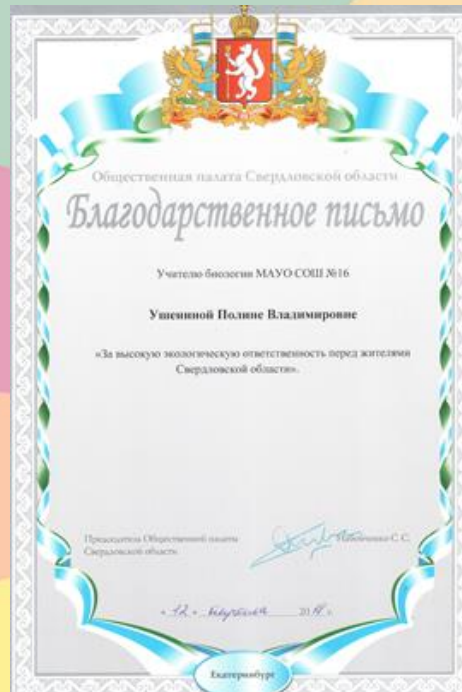 Общественная палата Свердловской области
Благодарственное письмо
Учителю биологии МАУО СОШ №16
Ушениной Полине Владимировне
«За высокую экологическую ответственность перед жителями
Свердловской области».
Председатель Общественной палаты
Свердловской области
С. С.
«12» марта
Екатеринбург